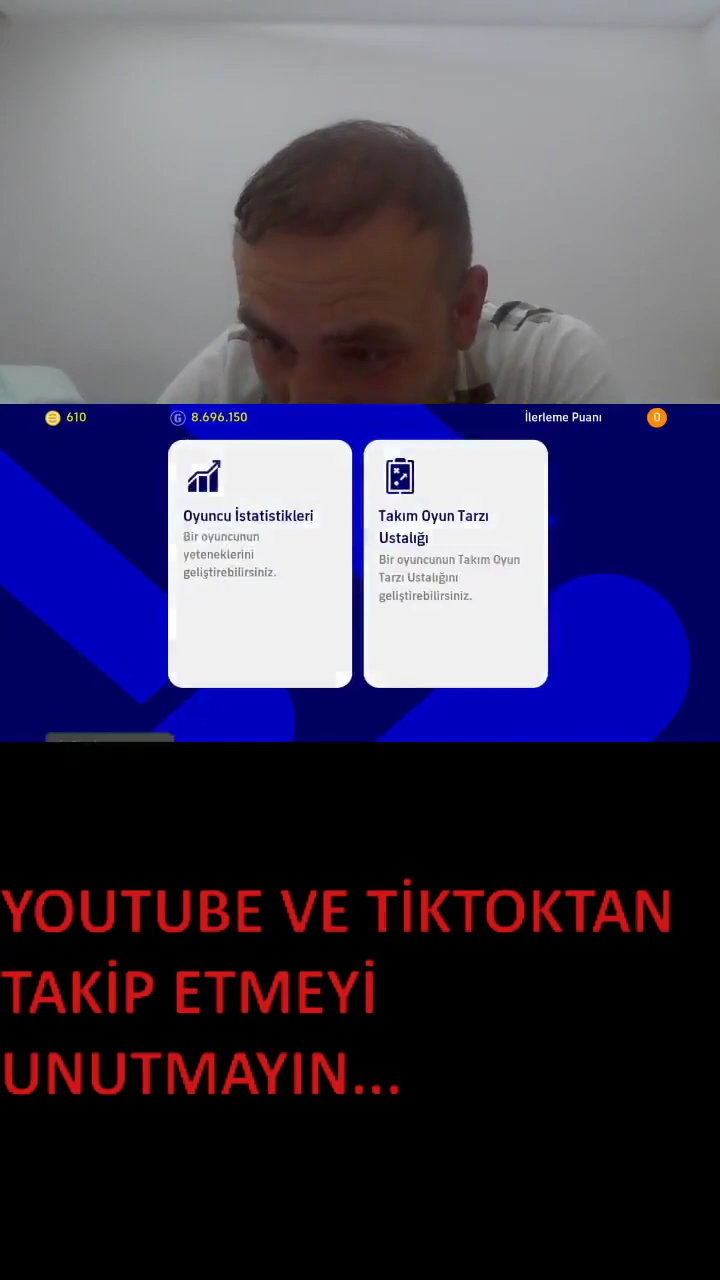 610
8.696.150
İlerleme Puanı
0
Oyuncu İstatistikleri
Bir oyuncunun
yeteneklerini
geliştirebilirsiniz.
Takım Oyun Tarzı
Ustalığı
Bir oyuncunun Takım Oyun
Tarzı Ustalığını
geliştirebilirsiniz.
YOUTUBE VE TİKTOKTAN
TAKİP ETMEYİ
UNUTMAYIN...